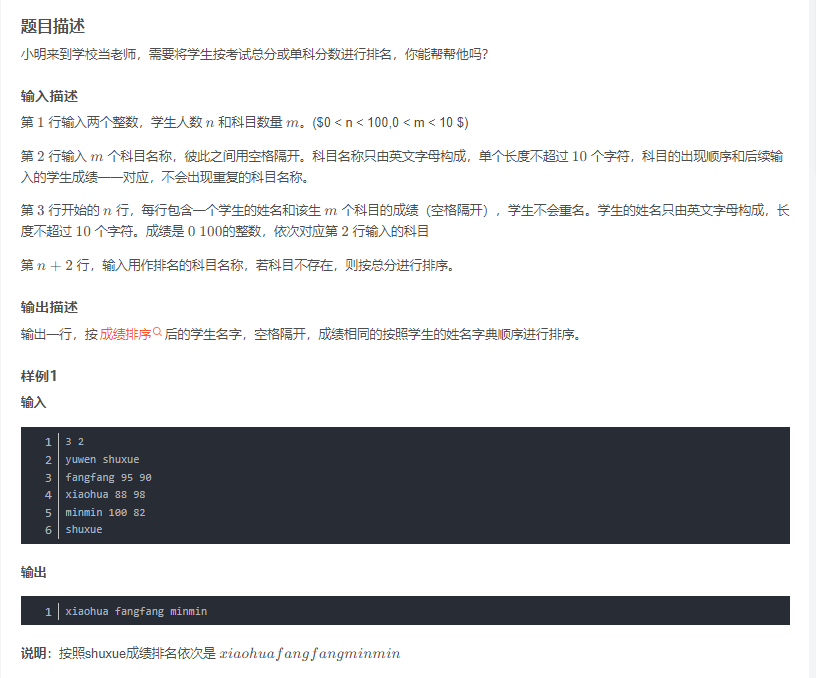 题目描述
小明来到学校当老师，需要将学生按考试总分或单科分数进行排名，你能帮帮他吗？
输入描述
第 1 行输入两个整数，学生人数 n 和科目数量 m。($0 < n < 100,0 < m < 10 $)
第 2 行输入 m 个科目名称，彼此之间用空格隔开。科目名称只由英文字母构成，单个长度不超过 10 个字符，科目的出现顺序和后续输
入的学生成绩一一对应，不会出现重复的科目名称。
第 3 行开始的 n 行，每行包含一个学生的姓名和该生 m 个科目的成绩（空格隔开），学生不会重名。学生的姓名只由英文字母构成，长
度不超过 10 个字符。成绩是 0 100的整数，依次对应第 2 行输入的科目
第 n + 2 行，输入用作排名的科目名称，若科目不存在，则按总分进行排序。
输出描述
输出一行，按 成绩排序 后的学生名字，空格隔开，成绩相同的按照学生的姓名字典顺序进行排序。
样例1
输入
1 3 2
2 yuwen shuxue
3 fangfang 95 90
4 xiaohua 88 98
5 minmin 100 82
6 shuxue
输出
1 xiaohua fangfang minmin
说明：按照shuxue成绩排名依次是 xiaohuafangfangminmin